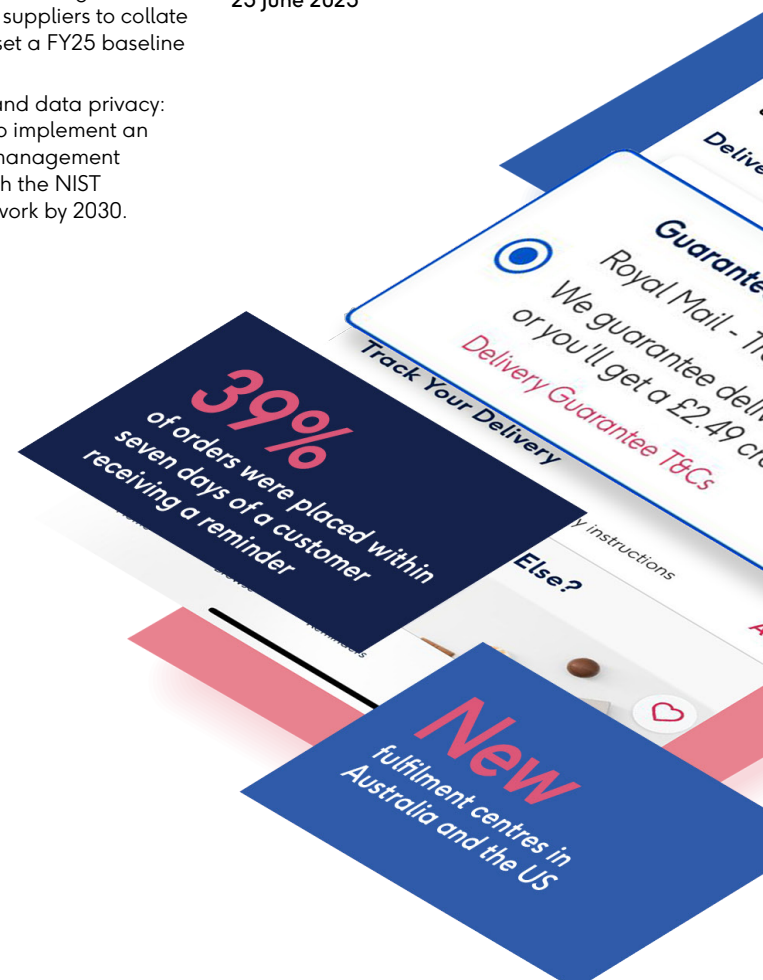 suppliers to collate
set a FY25 baseline
and data privacy:
implement an
management
the NIST
work by 2030.
25 June 2025
Guarantee
Royal Mail -
We guarantee
or you'll get a £2.49
Delivery Guarantee T&Cs
Track Your Delivery
39%
of orders were placed within
seven days of a customer
receiving a reminder
instructions
Else?
New
fulfilment centres in
Australia and the US